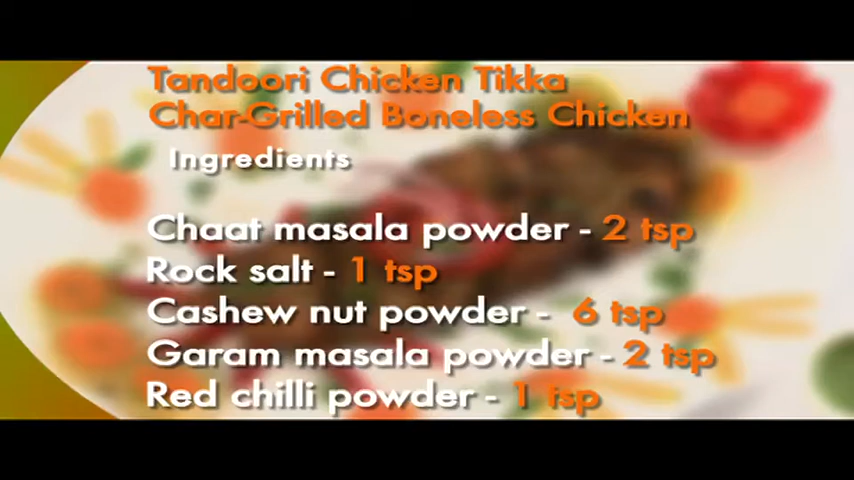 Tandoori Chicken Tikka
Char-Grilled Boneless Chicken
Ingredients
Chaat masala powder - 2 tsp
Rock salt - 1 tsp
Cashew nut powder - 6 tsp
Garam masala powder - 2 tsp
Red chilli powder - 1 tsp